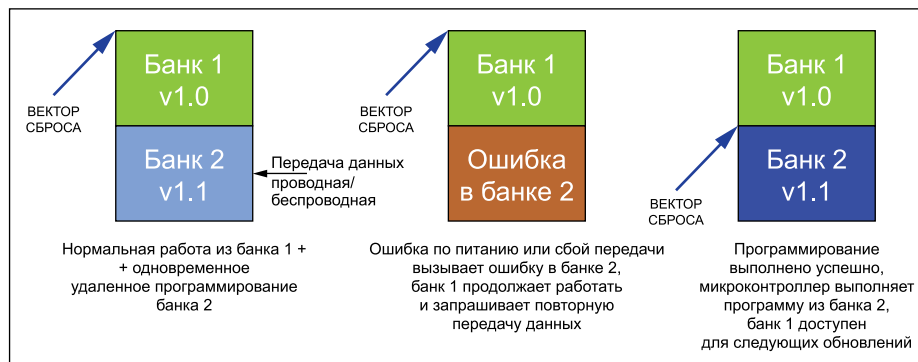 Банк 1
v1.0
ВЕКТОР
СБРОСА
Банк 2
v1.1
Передача данных
проводная/
беспроводная
Нормальная работа из банка 1 +
+ одновременное
удаленное программирование
банка 2
Банк 1
v1.0
ВЕКТОР
СБРОСА
Ошибка
в банке 2
Ошибка по питанию или сбой передачи
вызывает ошибку в банке 2,
банк 1 продолжает работать
и запрашивает повторную
передачу данных
Банк 1
v1.0
Банк 2
v1.1
ВЕКТОР
СБРОСА
Программирование
выполнено успешно,
микроконтроллер выполняет
программу из банка 2,
банк 1 доступен
для следующих обновлений